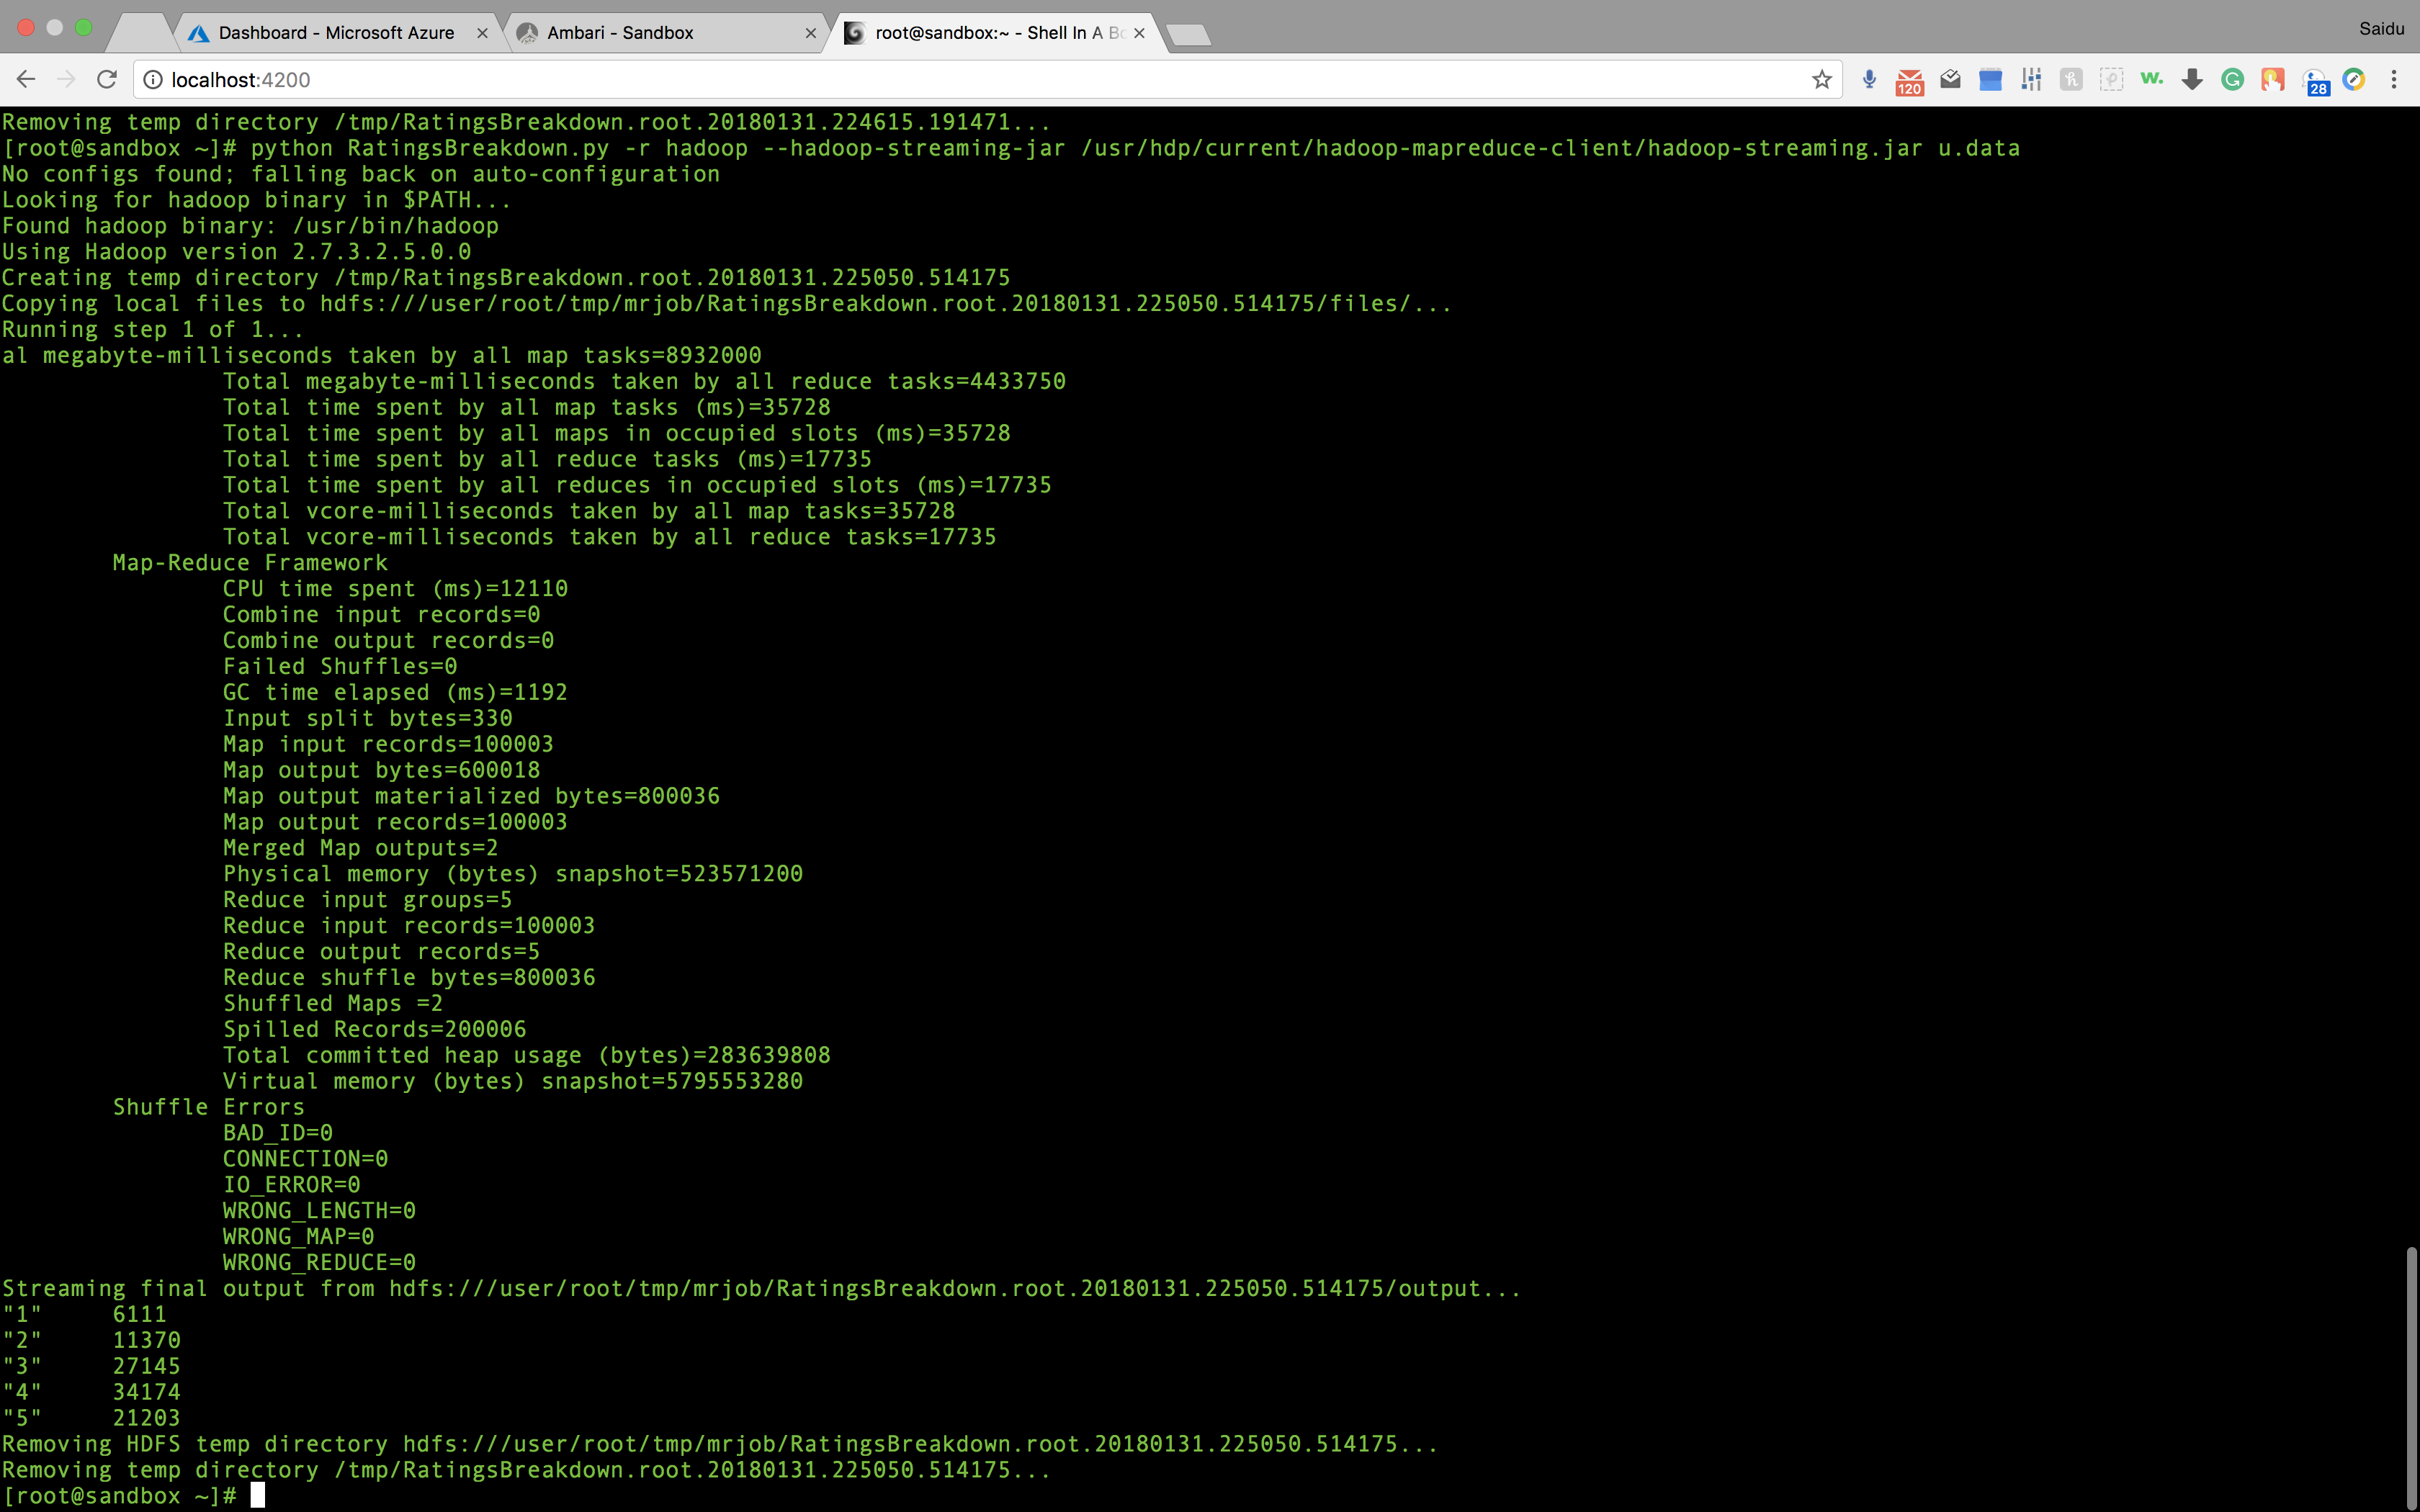 Dashboard - Microsoft Azure
Ambari - Sandbox
root@sandbox:~ - Shell In A Bo
Saidu
localhost:4200
120
w.
28
Removing temp directory /tmp/RatingsBreakdown.root.20180131.224615.191471...
[root@sandbox ~]# python RatingsBreakdown.py -r hadoop --hadoop-streaming-jar /usr/hdp/current/hadoop-mapreduce-client/hadoop-streaming.jar u.data
No configs found; falling back on auto-configuration
Looking for hadoop binary in $PATH...
Found hadoop binary: /usr/bin/hadoop
Using Hadoop version 2.7.3.2.5.0.0
Creating temp directory /tmp/RatingsBreakdown.root.20180131.225050.514175
Copying local files to hdfs:///user/root/tmp/mrjob/RatingsBreakdown.root.20180131.225050.514175/files/...
Running step 1 of 1...
al megabyte-milliseconds taken by all map tasks=8932000
Total megabyte-milliseconds taken by all reduce tasks=4433750
Total time spent by all map tasks (ms)=35728
Total time spent by all maps in occupied slots (ms)=35728
Total time spent by all reduce tasks (ms)=17735
Total time spent by all reduces in occupied slots (ms)=17735
Total vcore-milliseconds taken by all map tasks=35728
Total vcore-milliseconds taken by all reduce tasks=17735
Map-Reduce Framework
CPU time spent (ms)=12110
Combine input records=0
Combine output records=0
Failed Shuffles=0
GC time elapsed (ms)=1192
Input split bytes=330
Map input records=100003
Map output bytes=600018
Map output materialized bytes=800036
Map output records=100003
Merged Map outputs=2
Physical memory (bytes) snapshot=523571200
Reduce input groups=5
Reduce input records=100003
Reduce output records=5
Reduce shuffle bytes=800036
Shuffled Maps =2
Spilled Records=200006
Total committed heap usage (bytes)=283639808
Virtual memory (bytes) snapshot=5795553280
Shuffle Errors
BAD_ID=0
CONNECTION=0
IO_ERROR=0
WRONG_LENGTH=0
WRONG_MAP=0
WRONG_REDUCE=0
Streaming final output from hdfs:///user/root/tmp/mrjob/RatingsBreakdown.root.20180131.225050.514175/output...
"1" 6111
"2" 11370
"3" 27145
"4" 34174
"5" 21203
Removing HDFS temp directory hdfs:///user/root/tmp/mrjob/RatingsBreakdown.root.20180131.225050.514175...
Removing temp directory /tmp/RatingsBreakdown.root.20180131.225050.514175...
[root@sandbox ~]#